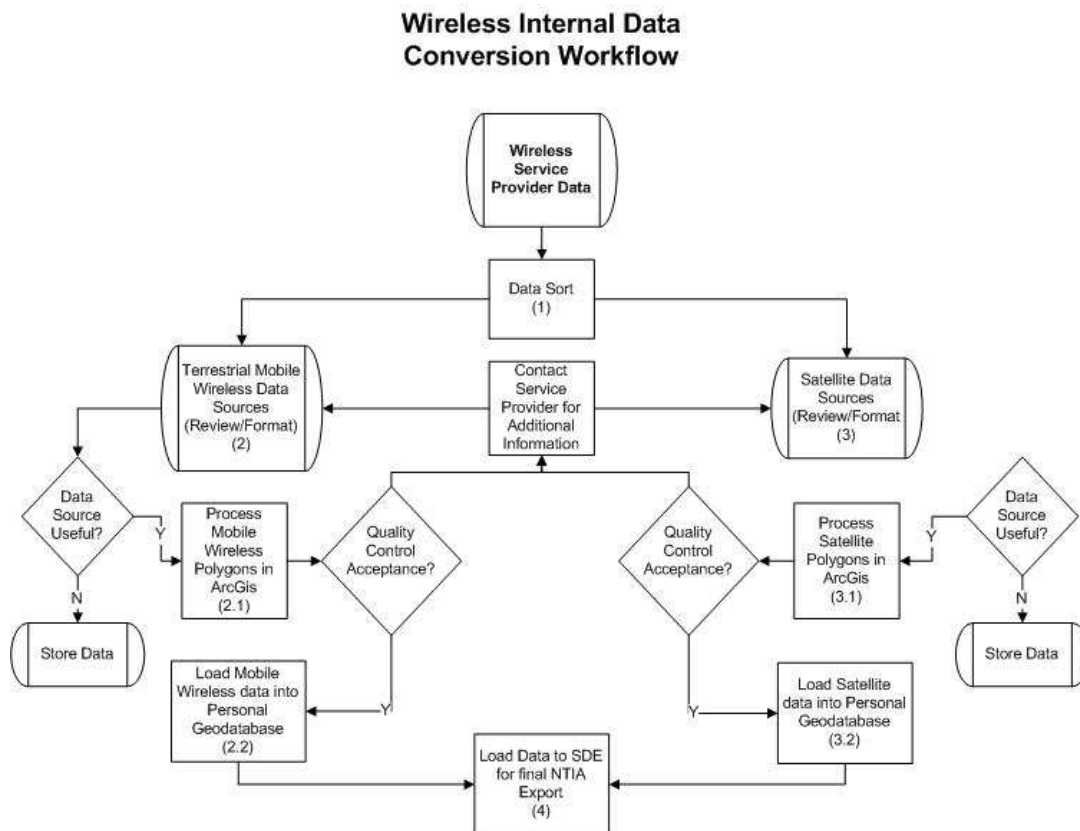 Wireless Internal Data
Conversion Workflow
Wireless
Service
Provider Data
Data Sort
(1)
Terrestrial Mobile
Wireless Data
Sources
(Review/Format)
(2)
Contact
Service
Provider for
Additional
Information
Satellite Data
Sources
(Review/Format
(3)
Data
Source
Useful?
Y
N
Store Data
Process
Mobile
Wireless
Polygons in
ArcGis
(2.1)
Quality
Control
Acceptance?
Y
Quality
Control
Acceptance?
Y
Process
Satellite
Polygons in
ArcGis
(3.1)
Y
Data
Source
Useful?
N
Store Data
Load Mobile
Wireless data into
Personal
Geodatabase
(2.2)
Load Satellite
data into Personal
Geodatabase
(3.2)
Load Data to SDE
for final NTIA
Export
(4)